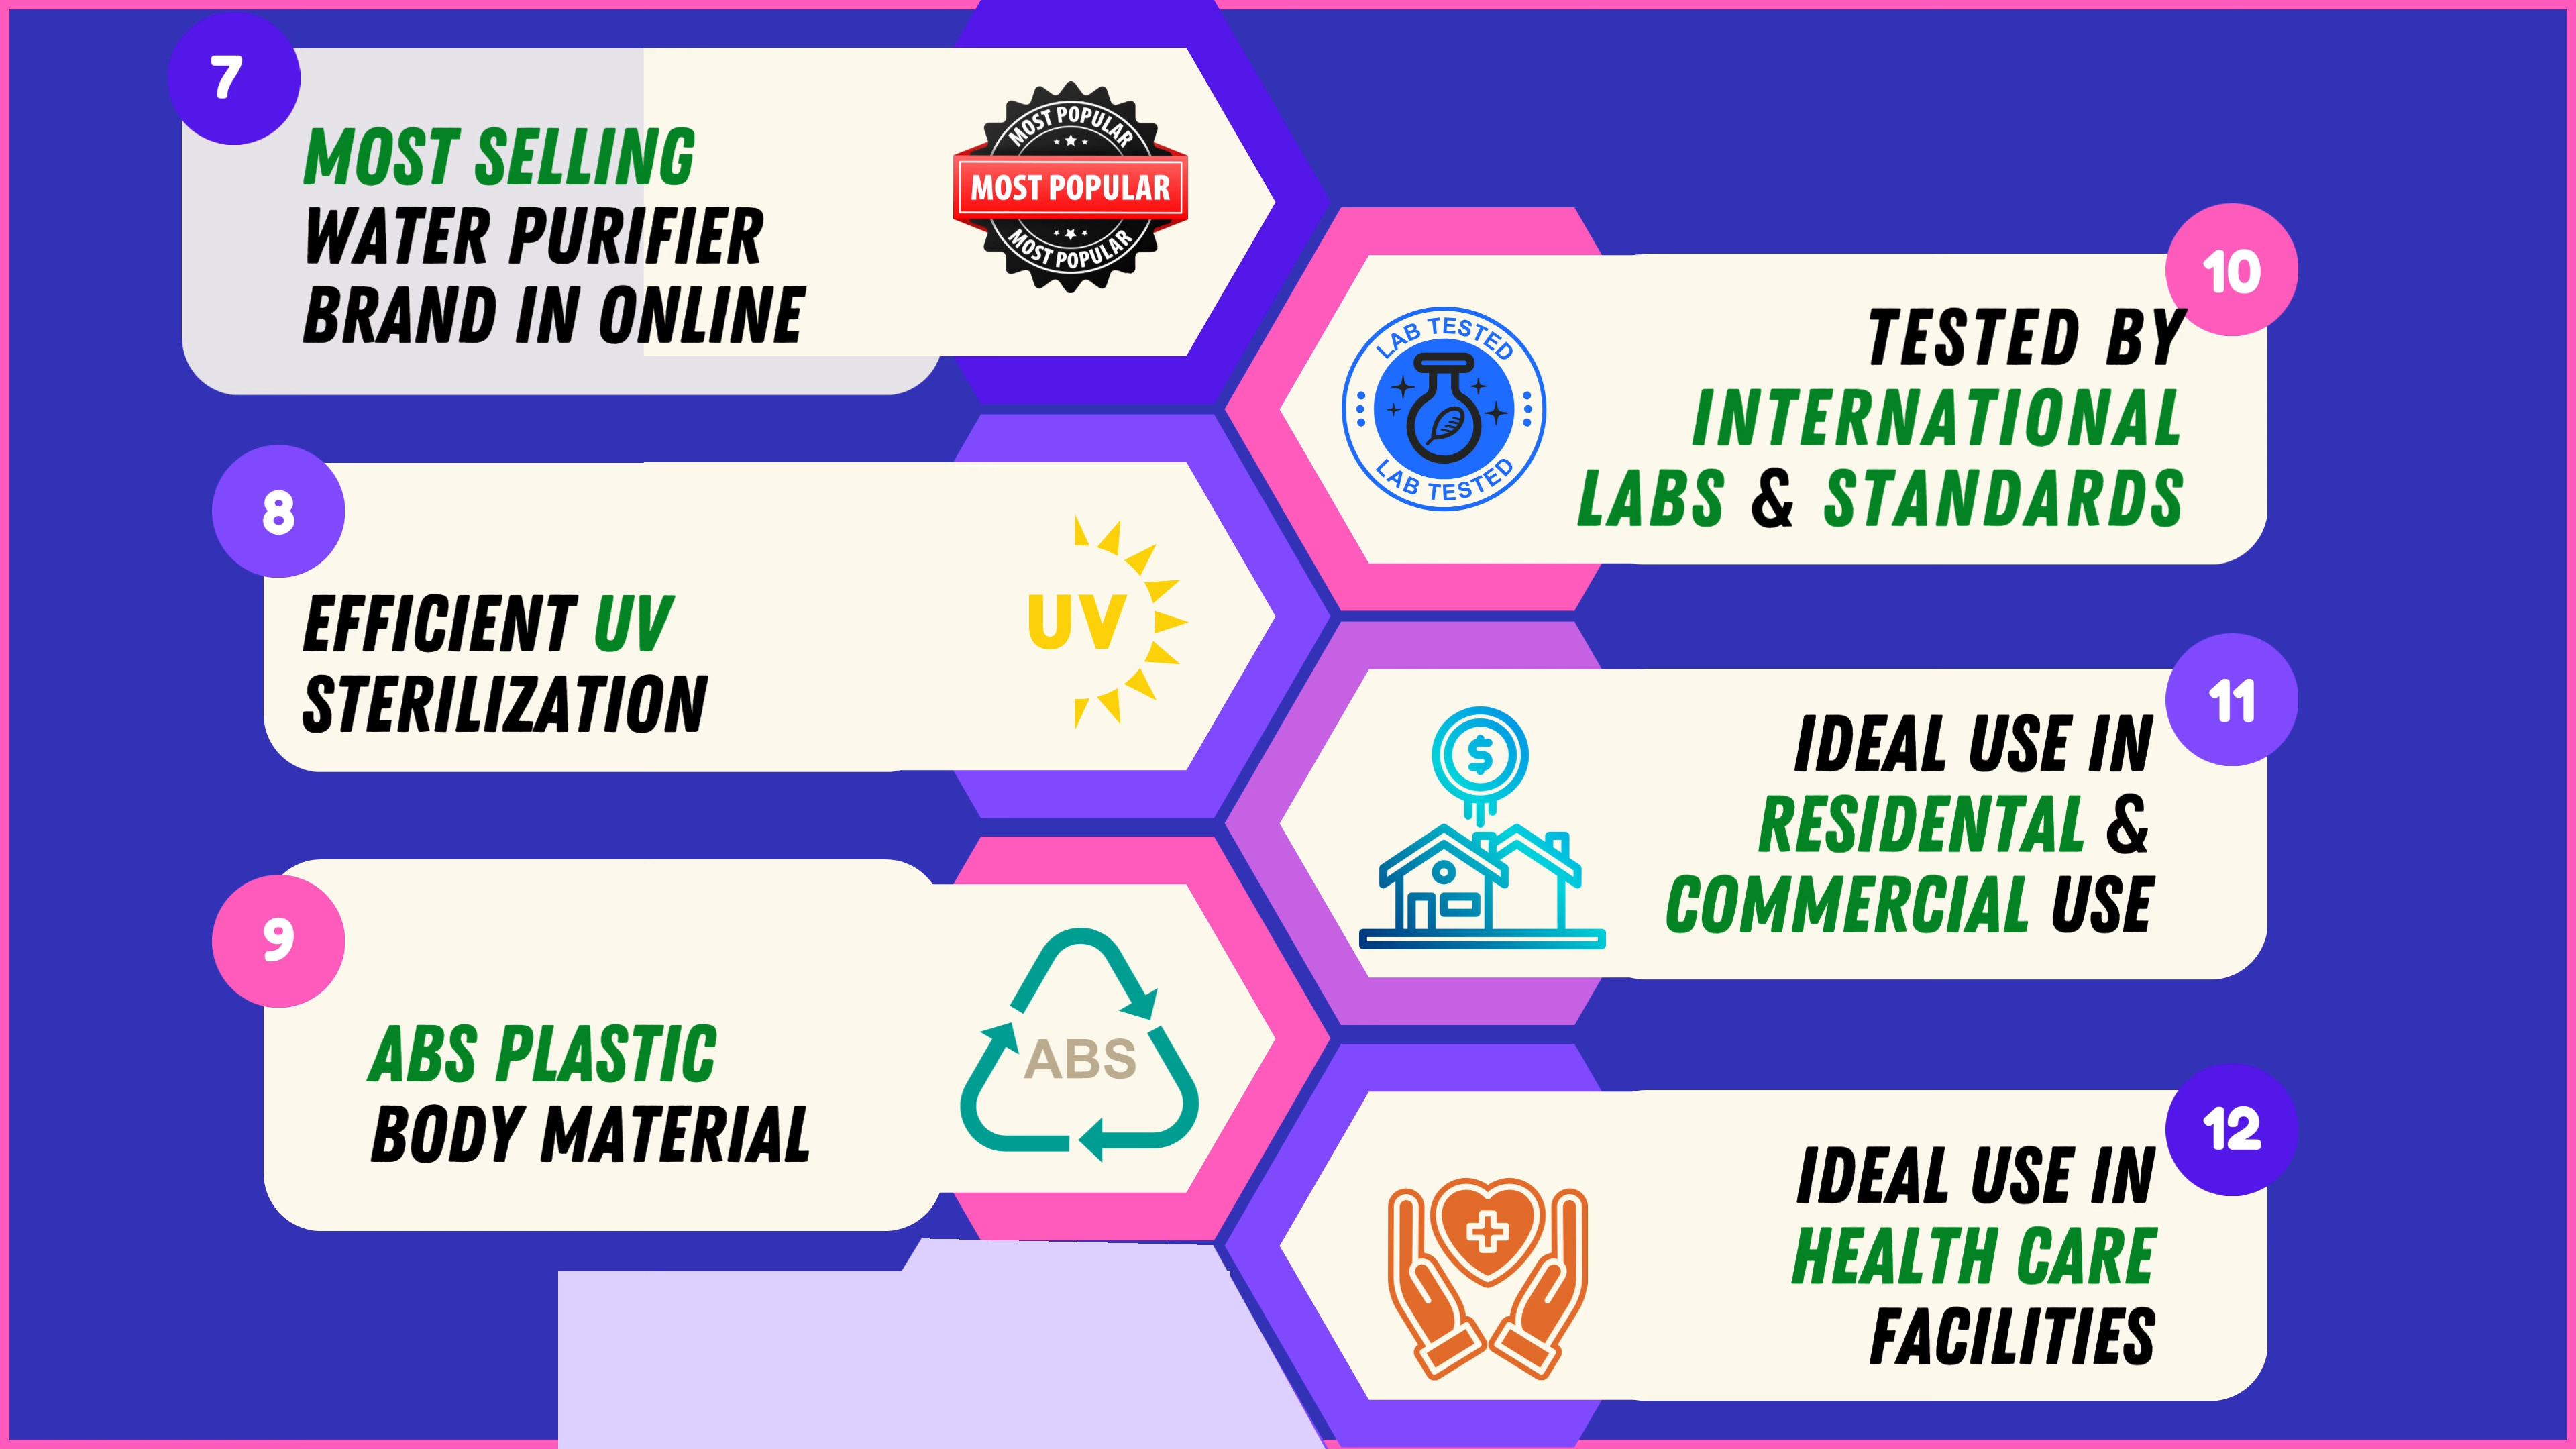 7
MOST SELLING
WATER PURIFIER
BRAND IN ONLINE
MOST POPULAR
MOST POPULAR
MOST POPULAR
8
EFFICIENT UV
STERILIZATION
UV
9
ABS PLASTIC
BODY MATERIAL
ABS
10
TESTED BY
INTERNATIONAL
LABS & STANDARDS
LAB TESTED
LAB TESTED
11
IDEAL USE IN
RESIDENTAL &
COMMERCIAL USE
$
12
IDEAL USE IN
HEALTH CARE
FACILITIES